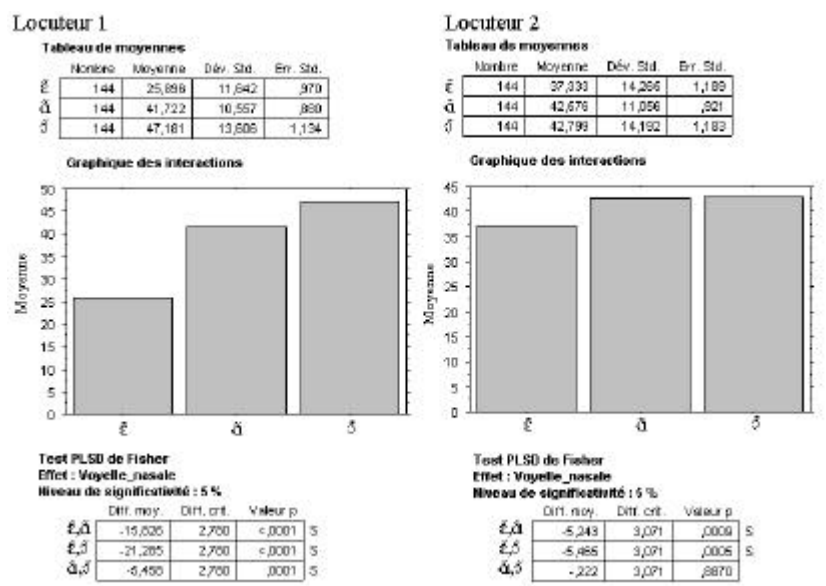 Locuteur 1
Tableau de moyennes
Nombre Moyenne Dév. Std. Err. Std.
ɛ̃ 144 25,896 11,642 ,970
ɑ̃ 144 41,722 10,557 ,880
ɔ̃ 144 47,181 13,606 1,134
Graphique des interactions
50
45
40
35
30
25
20
15
10
5
0
Moyenne
ɛ̃ ɑ̃ ɔ̃
Test PLSD de Fisher
Effet : Voyelle_nasale
Niveau de significativité : 5 %
Diff. moy. Diff. crit. Valeur p
ɛ̃,ɑ̃ -15,826 2,780 <,0001 S
ɛ̃,ɔ̃ -21,285 2,780 <,0001 S
ɑ̃,ɔ̃ -5,458 2,780 ,0001 S
Locuteur 2
Tableau de moyennes
Nombre Moyenne Dév. Std. Err. Std.
ɛ̃ 144 37,333 14,266 1,189
ɑ̃ 144 42,576 11,056 ,921
ɔ̃ 144 42,799 14,192 1,183
Graphique des interactions
45
40
35
30
25
20
15
10
5
0
Moyenne
ɛ̃ ɑ̃ ɔ̃
Test PLSD de Fisher
Effet : Voyelle_nasale
Niveau de significativité : 5 %
Diff. moy. Diff. crit. Valeur p
ɛ̃,ɑ̃ -5,243 3,071 ,0009 S
ɛ̃,ɔ̃ -5,465 3,071 ,0005 S
ɑ̃,ɔ̃ -,222 3,071 ,8870